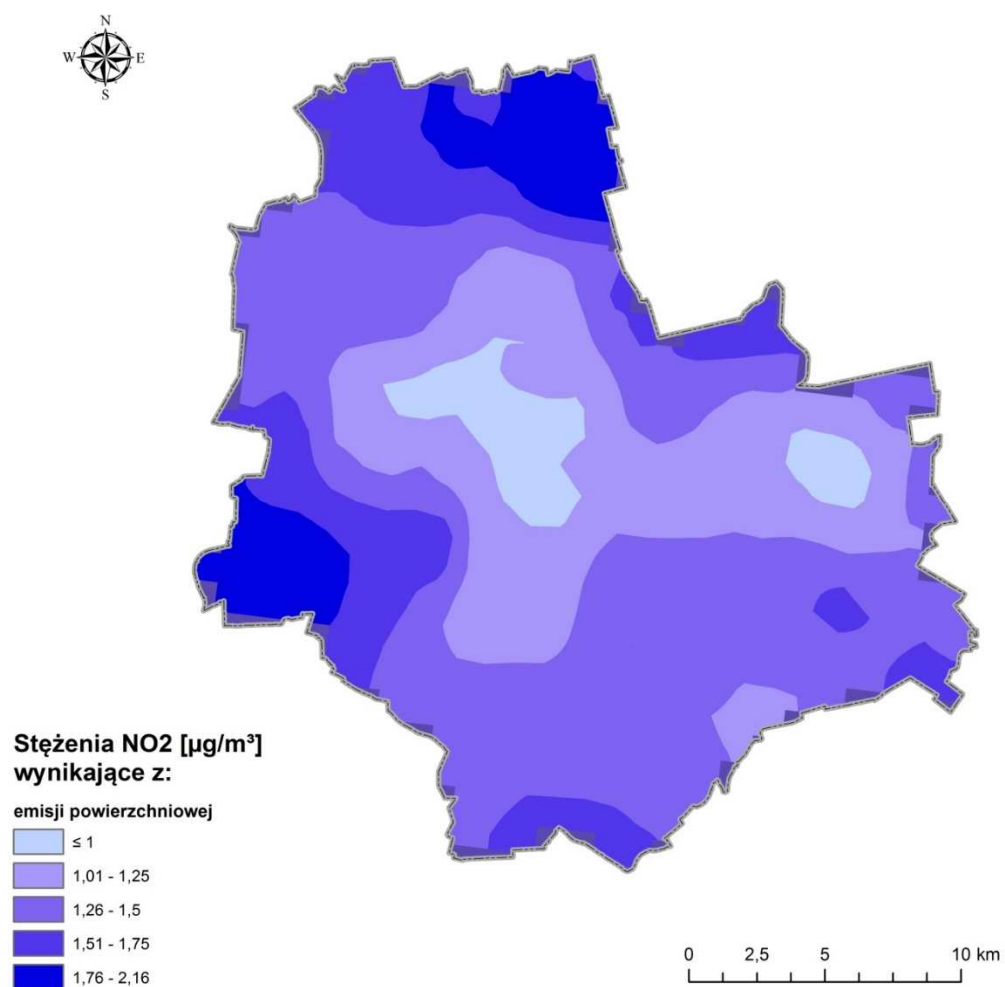 N
W E
S
Stężenia NO2 [µg/m³]
wynikające z:
emisji powierzchniowej
≤ 1
1,01 - 1,25
1,26 - 1,5
1,51 - 1,75
1,76 - 2,16
0 2,5 5 10 km